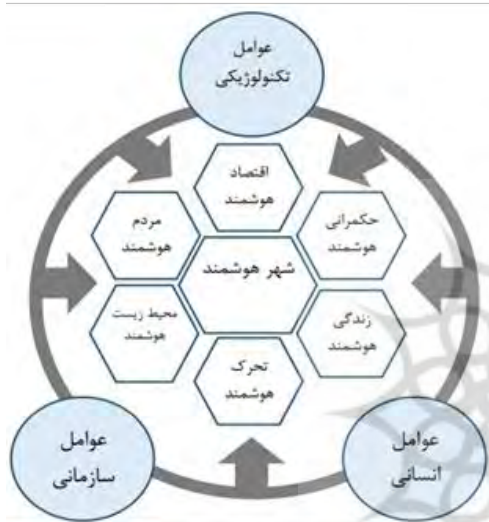 عوامل
تکنولوژیکی
اقتصاد
هوشمند
حکمرانی
هوشمند
مردم
هوشمند
شهر هوشمند
زندگی
هوشمند
محیط زیست
هوشمند
تحرک
هوشمند
عوامل
انسانی
عوامل
سازمانی